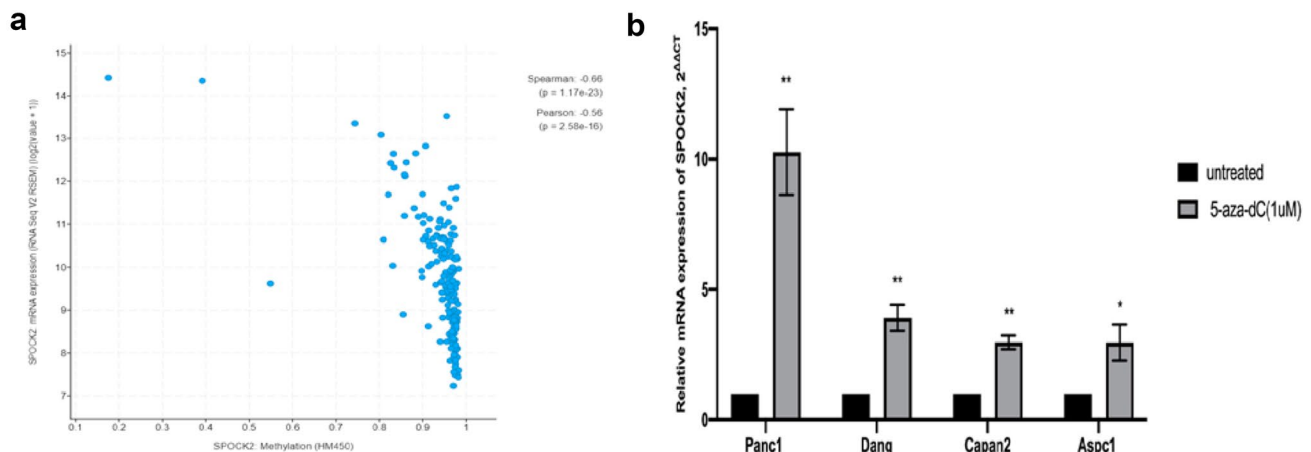 a
SPOCK2: mRNA expression (RNA Seq V2 RSEM) (log2(value + 1))
15
14
13
12
11
10
9
8
7
0.1 0.2 0.3 0.4 0.5 0.6 0.7 0.8 0.9 1
SPOCK2: Methylation (HM450)
Spearman: -0.66
(p = 1.17e-23)
Pearson: -0.56
(p = 2.58e-16)
b
Relative mRNA expression of SPOCK2, 2ΔΔCT
15
10
5
0
** ** ** *
Panc1 Dang Capan2 Aspc1
untreated
5-aza-dC(1uM)